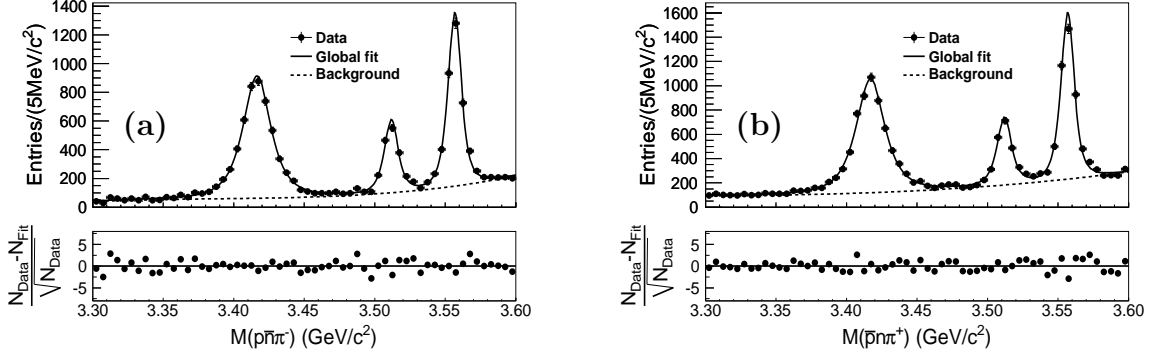 Entries/(5MeV/c²)
1400
1200
1000
800
600
400
200
0
Data
Global fit
Background
(a)
N_Data-N_Fit
√N_Data
5
0
-5
3.30 3.35 3.40 3.45 3.50 3.55 3.60
M(pn̅π⁻) (GeV/c²)
Entries/(5MeV/c²)
1600
1400
1200
1000
800
600
400
200
0
Data
Global fit
Background
(b)
N_Data-N_Fit
√N_Data
5
0
-5
3.30 3.35 3.40 3.45 3.50 3.55 3.60
M(p̅nπ⁺) (GeV/c²)